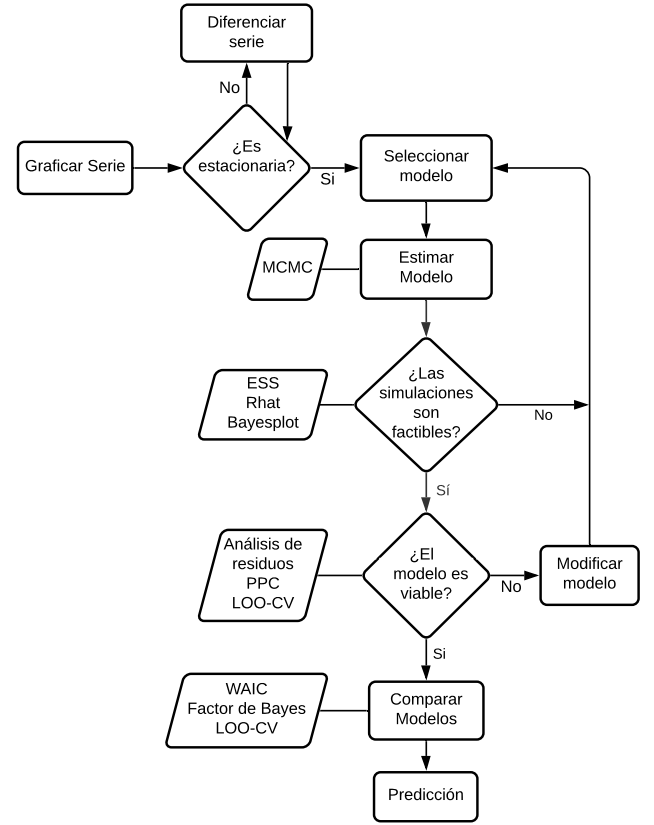 Diferenciar
serie
No
¿Es
estacionaria?
Graficar Serie
Si
Seleccionar
modelo
MCMC
Estimar
Modelo
ESS
Rhat
Bayesplot
¿Las
simulaciones
son
factibles?
No
Sí
Análisis de
residuos
PPC
LOO-CV
¿El
modelo es
viable?
No
Modificar
modelo
Si
WAIC
Factor de Bayes
LOO-CV
Comparar
Modelos
Predicción